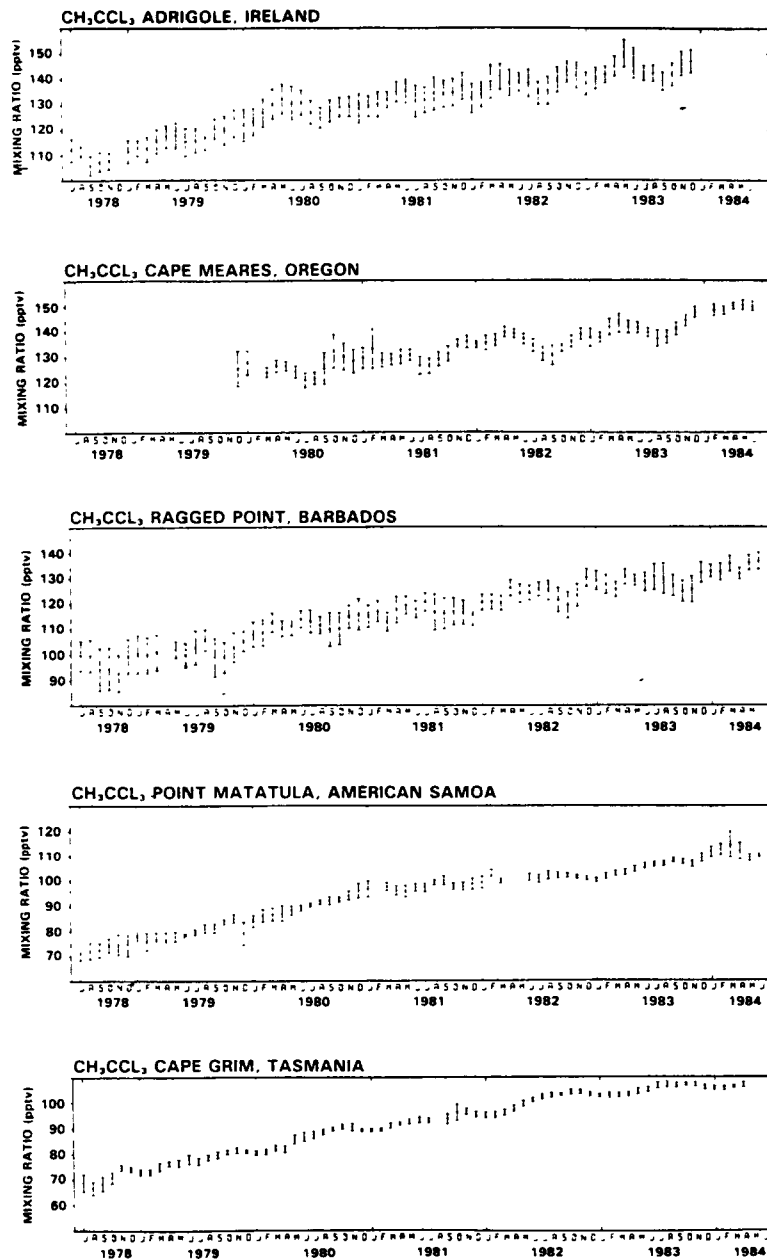 CH₃CCL₃ ADRIGOLE, IRELAND
MIXING RATIO (pptv)
150
140
130
120
110
J A S O N D J F M A M J J A S O N D J F M A M J J A S O N D J F M A M J J A S O N D J F M A M J J A S O N D J F M A M J J A S O N D J F M A M J
1978 1979 1980 1981 1982 1983 1984
CH₃CCL₃ CAPE MEARES, OREGON
MIXING RATIO (pptv)
150
140
130
120
110
J A S O N D J F M A M J J A S O N D J F M A M J J A S O N D J F M A M J J A S O N D J F M A M J J A S O N D J F M A M J J A S O N D J F M A M J
1978 1979 1980 1981 1982 1983 1984
CH₃CCL₃ RAGGED POINT, BARBADOS
MIXING RATIO (pptv)
140
130
120
110
100
90
J A S O N D J F M A M J J A S O N D J F M A M J J A S O N D J F M A M J J A S O N D J F M A M J J A S O N D J F M A M J J A S O N D J F M A M J
1978 1979 1980 1981 1982 1983 1984
CH₃CCL₃ POINT MATATULA, AMERICAN SAMOA
MIXING RATIO (pptv)
120
110
100
90
80
70
J A S O N D J F M A M J J A S O N D J F M A M J J A S O N D J F M A M J J A S O N D J F M A M J J A S O N D J F M A M J J A S O N D J F M A M J
1978 1979 1980 1981 1982 1983 1984
CH₃CCL₃ CAPE GRIM, TASMANIA
MIXING RATIO (pptv)
100
90
80
70
60
J A S O N D J F M A M J J A S O N D J F M A M J J A S O N D J F M A M J J A S O N D J F M A M J J A S O N D J F M A M J J A S O N D J F M A M J
1978 1979 1980 1981 1982 1983 1984